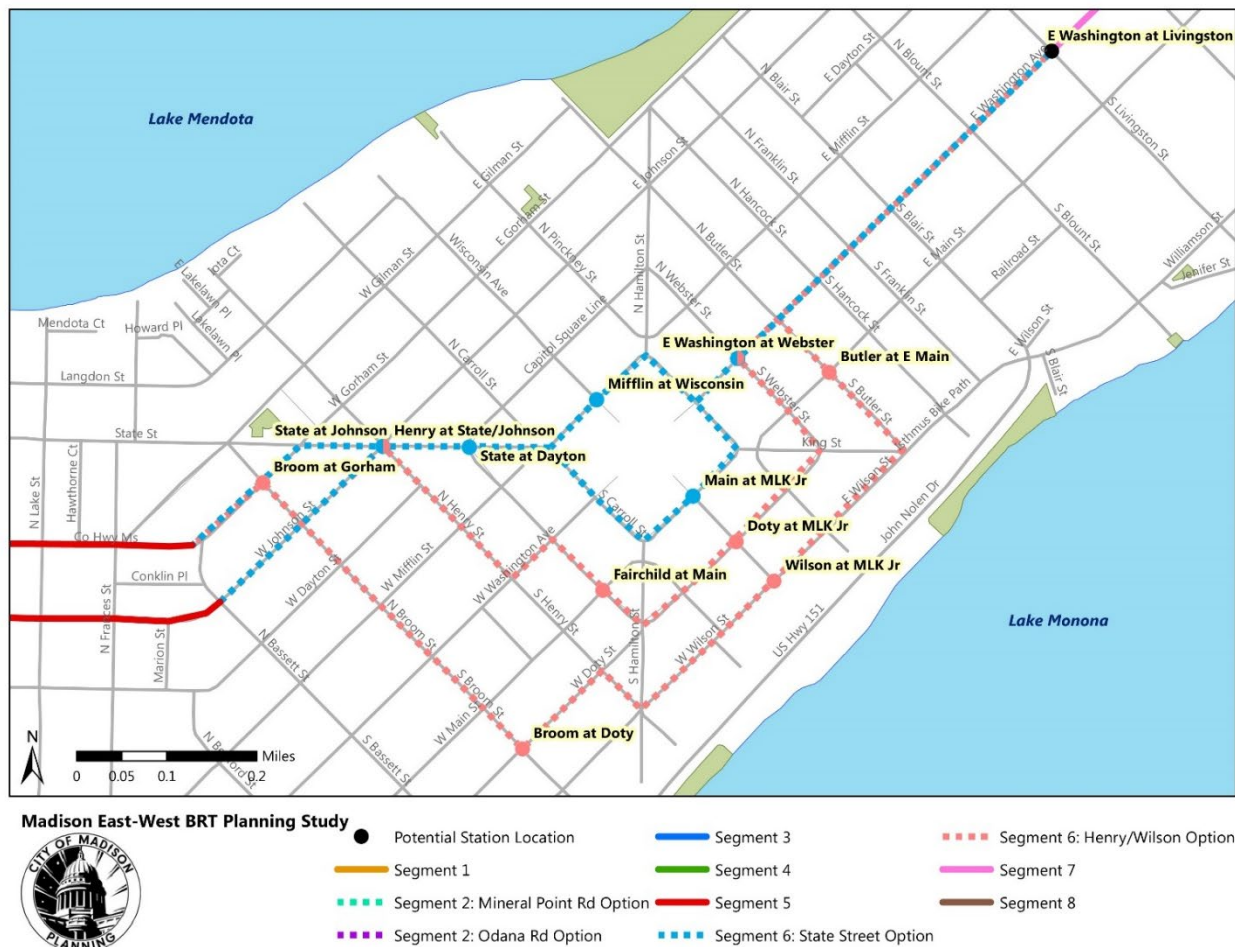 E Washington at Livingston
Lake Mendota
E Dayton St
N Blount St
E Washington Ave
N Blair St
E Mifflin St
S Livingston St
E Gilman St
E Johnson St
N Franklin St
E Gorham St
N Hancock St
S Blair St
E Main St
S Blount St
Railroad St
Williamson St
Jenifer St
Iota Ct
E Lakelawn Pl
Lakelawn Pl
Wisconsin Ave
W Gilman St
N Pinckney St
N Butler St
N Hamilton St
N Webster St
S Franklin St
S Hancock St
Mendota Ct
Howard Pl
Capitol Square Line
N Carroll St
E Wilson St
S Blair St
E Washington at Webster
Butler at E Main
Langdon St
W Gorham St
Mifflin at Wisconsin
S Webster St
S Butler St
Isthmus Bike Path
State St
State at Johnson
Henry at State/Johnson
State at Dayton
King St
Hawthorne Ct
Broom at Gorham
Main at MLK Jr
E Wilson St
John Nolen Dr
N Lake St
Co Hwy Ms
W Johnson St
N Henry St
S Carroll St
Doty at MLK Jr
Conklin Pl
W Dayton St
W Mifflin St
W Washington Ave
Fairchild at Main
Wilson at MLK Jr
N Frances St
Marion St
N Bassett St
N Broom St
S Henry St
S Hamilton St
W Wilson St
US Hwy 151
Lake Monona
W Doty St
S Broom St
W Main St
Broom at Doty
N
Miles
0 0.05 0.1 0.2
N Bedford St
S Bassett St
Madison East-West BRT Planning Study
CITY OF MADISON
PLANNING
Potential Station Location
Segment 1
Segment 2: Mineral Point Rd Option
Segment 2: Odana Rd Option
Segment 3
Segment 4
Segment 5
Segment 6: State Street Option
Segment 6: Henry/Wilson Option
Segment 7
Segment 8